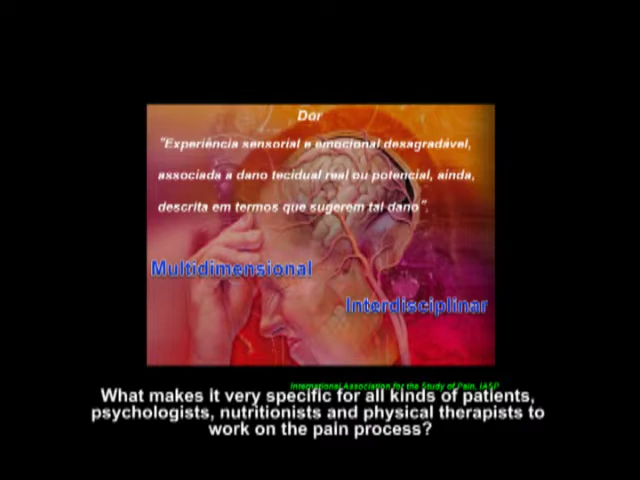 Dor
"Experiência sensorial e emocional desagradável,
associada a dano tecidual real ou potencial, ainda,
descrita em termos que sugerem tal dano".
Multidimensional
Interdisciplinar
International Association for the Study of Pain, IASP
What makes it very specific for all kinds of patients,
psychologists, nutritionists and physical therapists to
work on the pain process?